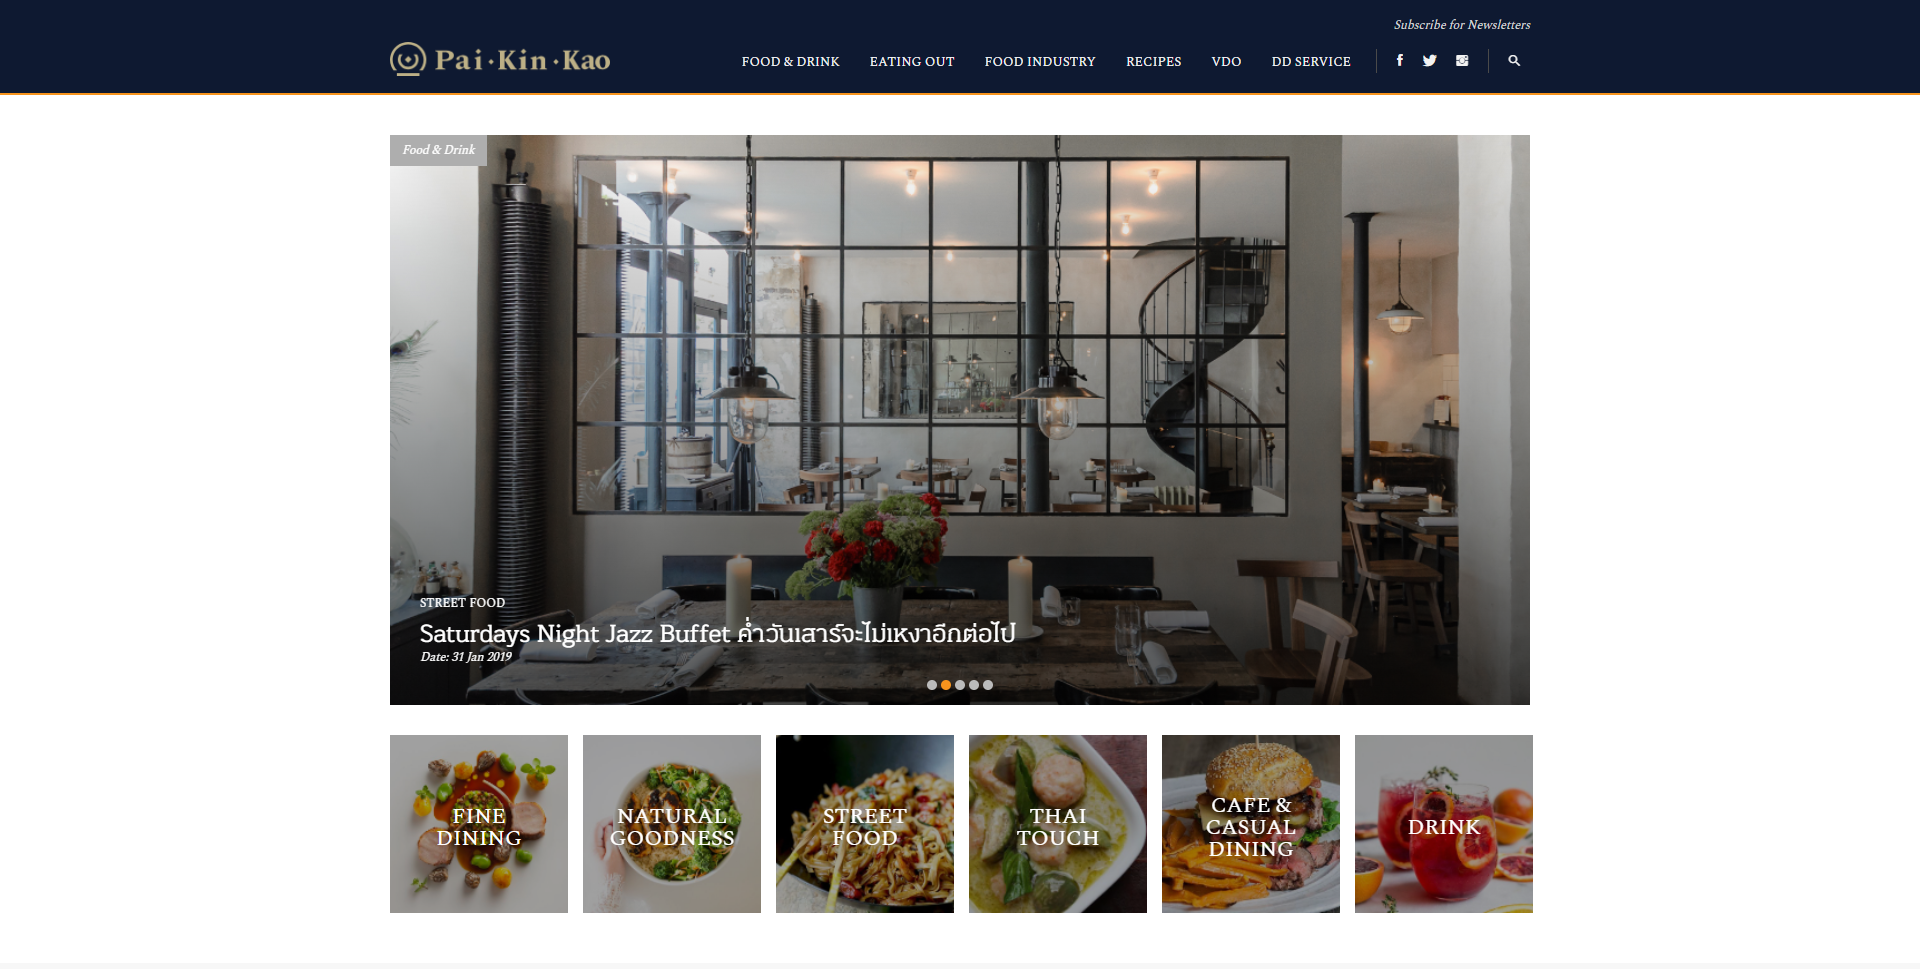 Subscribe for Newsletters
Pai·Kin·Kao
FOOD & DRINK EATING OUT FOOD INDUSTRY RECIPES VDO DD SERVICE
Food & Drink
STREET FOOD
Saturdays Night Jazz Buffet ค่ำวันเสาร์จะไม่เหงาอีกต่อไป
Date: 31 Jan 2019
FINE
DINING
NATURAL
GOODNESS
STREET
FOOD
THAI
TOUCH
CAFE &
CASUAL
DINING
DRINK